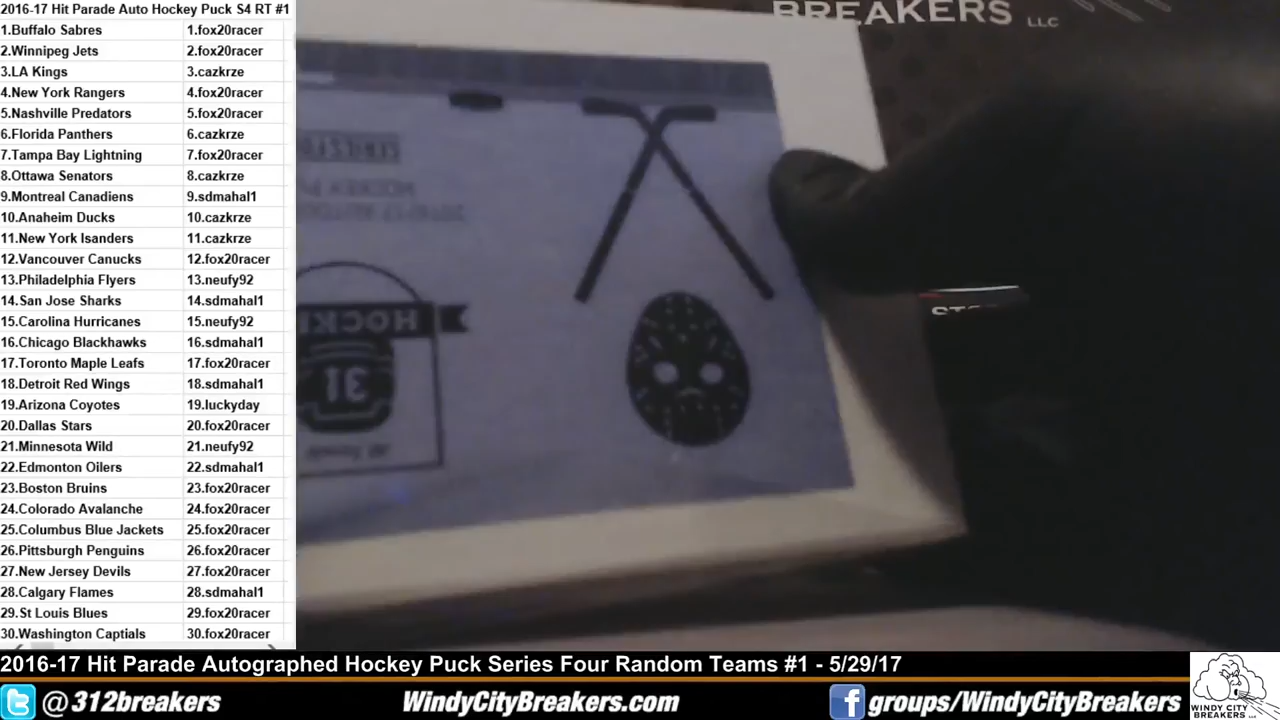 2016-17 Hit Parade Auto Hockey Puck S4 RT #1
1.Buffalo Sabres 1.fox20racer
2.Winnipeg Jets 2.fox20racer
3.LA Kings 3.cazkrze
4.New York Rangers 4.fox20racer
5.Nashville Predators 5.fox20racer
6.Florida Panthers 6.cazkrze
7.Tampa Bay Lightning 7.fox20racer
8.Ottawa Senators 8.cazkrze
9.Montreal Canadiens 9.sdmahal1
10.Anaheim Ducks 10.cazkrze
11.New York Isanders 11.cazkrze
12.Vancouver Canucks 12.fox20racer
13.Philadelphia Flyers 13.neufy92
14.San Jose Sharks 14.sdmahal1
15.Carolina Hurricanes 15.neufy92
16.Chicago Blackhawks 16.sdmahal1
17.Toronto Maple Leafs 17.fox20racer
18.Detroit Red Wings 18.sdmahal1
19.Arizona Coyotes 19.luckyday
20.Dallas Stars 20.fox20racer
21.Minnesota Wild 21.neufy92
22.Edmonton Oilers 22.sdmahal1
23.Boston Bruins 23.fox20racer
24.Colorado Avalanche 24.fox20racer
25.Columbus Blue Jackets 25.fox20racer
26.Pittsburgh Penguins 26.fox20racer
27.New Jersey Devils 27.fox20racer
28.Calgary Flames 28.sdmahal1
29.St Louis Blues 29.fox20racer
30.Washington Captials 30.fox20racer
BREAKERS LLC
HOCKE
31
2016-17 Hit Parade Autographed Hockey Puck Series Four Random Teams #1 - 5/29/17
@312breakers WindyCityBreakers.com groups/WindyCityBreakers
WINDY CITY
BREAKERS LLC